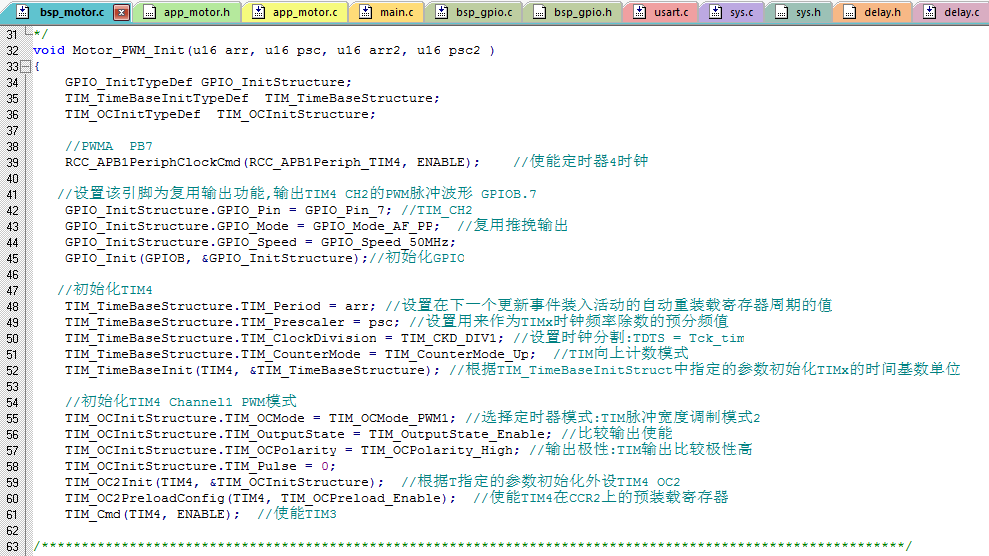 bsp_motor.c app_motor.h app_motor.c main.c bsp_gpio.c bsp_gpio.h usart.c sys.c sys.h delay.h delay.c
31 */
32 void Motor_PWM_Init(u16 arr, u16 psc, u16 arr2, u16 psc2 )
33 {
34 GPIO_InitTypeDef GPIO_InitStructure;
35 TIM_TimeBaseInitTypeDef  TIM_TimeBaseStructure;
36 TIM_OCInitTypeDef  TIM_OCInitStructure;
37
38 //PWMA  PB7
39 RCC_APB1PeriphClockCmd(RCC_APB1Periph_TIM4, ENABLE);    //使能定时器4时钟
40
41 //设置该引脚为复用输出功能,输出TIM4 CH2的PWM脉冲波形 GPIOB.7
42 GPIO_InitStructure.GPIO_Pin = GPIO_Pin_7; //TIM_CH2
43 GPIO_InitStructure.GPIO_Mode = GPIO_Mode_AF_PP;  //复用推挽输出
44 GPIO_InitStructure.GPIO_Speed = GPIO_Speed_50MHz;
45 GPIO_Init(GPIOB, &GPIO_InitStructure);//初始化GPIO
46
47 //初始化TIM4
48 TIM_TimeBaseStructure.TIM_Period = arr; //设置在下一个更新事件装入活动的自动重装载寄存器周期的值
49 TIM_TimeBaseStructure.TIM_Prescaler = psc; //设置用来作为TIMx时钟频率除数的预分频值
50 TIM_TimeBaseStructure.TIM_ClockDivision = TIM_CKD_DIV1; //设置时钟分割:TDTS = Tck_tim
51 TIM_TimeBaseStructure.TIM_CounterMode = TIM_CounterMode_Up;  //TIM向上计数模式
52 TIM_TimeBaseInit(TIM4, &TIM_TimeBaseStructure); //根据TIM_TimeBaseInitStruct中指定的参数初始化TIMx的时间基数单位
53
54 //初始化TIM4 Channel1 PWM模式
55 TIM_OCInitStructure.TIM_OCMode = TIM_OCMode_PWM1; //选择定时器模式:TIM脉冲宽度调制模式2
56 TIM_OCInitStructure.TIM_OutputState = TIM_OutputState_Enable; //比较输出使能
57 TIM_OCInitStructure.TIM_OCPolarity = TIM_OCPolarity_High; //输出极性:TIM输出比较极性高
58 TIM_OCInitStructure.TIM_Pulse = 0;
59 TIM_OC2Init(TIM4, &TIM_OCInitStructure);  //根据T指定的参数初始化外设TIM4 OC2
60 TIM_OC2PreloadConfig(TIM4, TIM_OCPreload_Enable);  //使能TIM4在CCR2上的预装载寄存器
61 TIM_Cmd(TIM4, ENABLE);  //使能TIM3
62
63 /************************************************************************************************************/